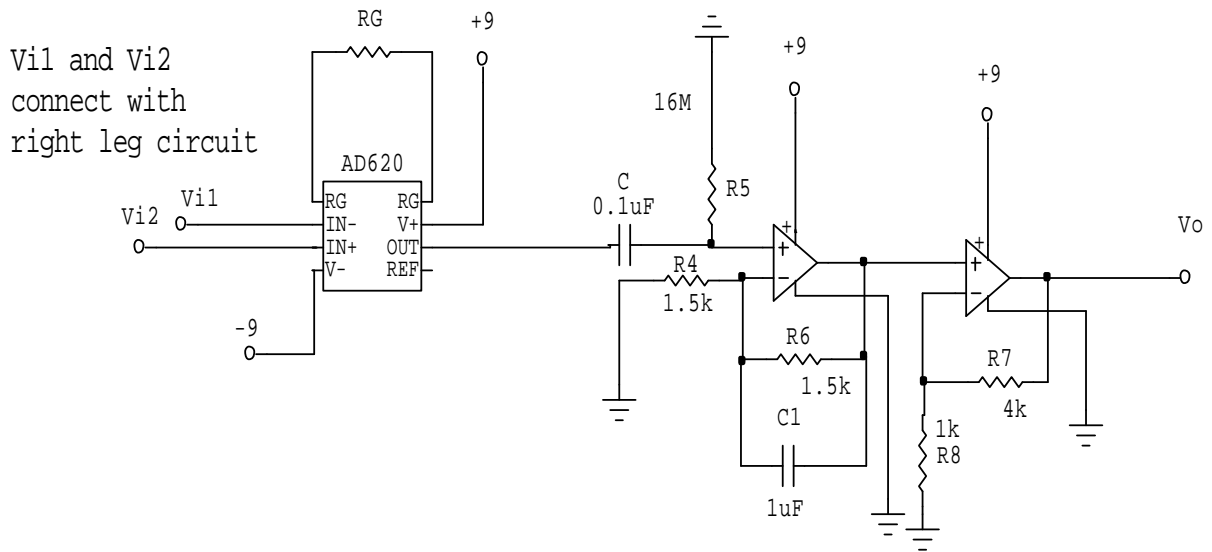 RG
+9
Vi1 and Vi2
connect with
right leg circuit
+9
+9
16M
AD620
C
0.1uF
R5
RG
RG
Vi1
IN-
V+
Vi2
IN+
OUT
V-
REF
+
+
-
R4
1.5k
+
+
-
Vo
-9
R6
1.5k
R7
4k
C1
1uF
1k
R8